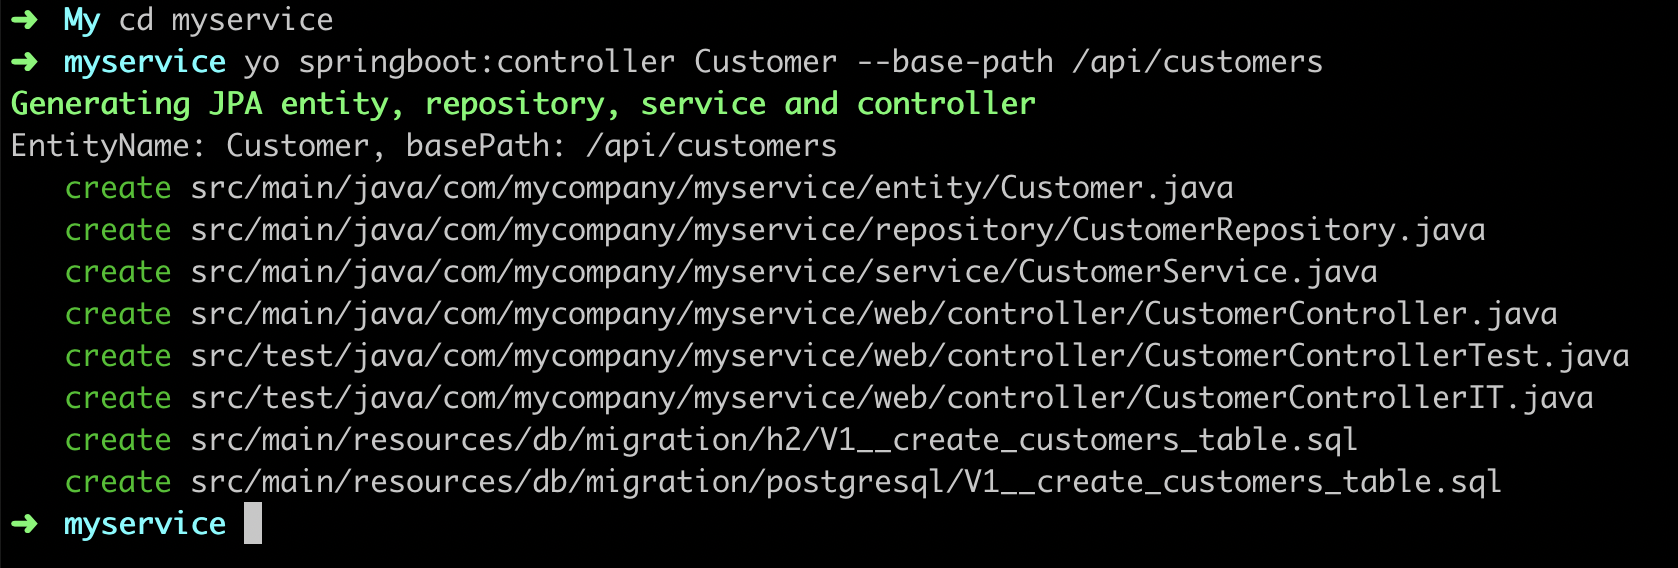 ➜ My cd myservice
➜ myservice yo springboot:controller Customer --base-path /api/customers
Generating JPA entity, repository, service and controller
EntityName: Customer, basePath: /api/customers
   create src/main/java/com/mycompany/myservice/entity/Customer.java
   create src/main/java/com/mycompany/myservice/repository/CustomerRepository.java
   create src/main/java/com/mycompany/myservice/service/CustomerService.java
   create src/main/java/com/mycompany/myservice/web/controller/CustomerController.java
   create src/test/java/com/mycompany/myservice/web/controller/CustomerControllerTest.java
   create src/test/java/com/mycompany/myservice/web/controller/CustomerControllerIT.java
   create src/main/resources/db/migration/h2/V1__create_customers_table.sql
   create src/main/resources/db/migration/postgresql/V1__create_customers_table.sql
➜ myservice